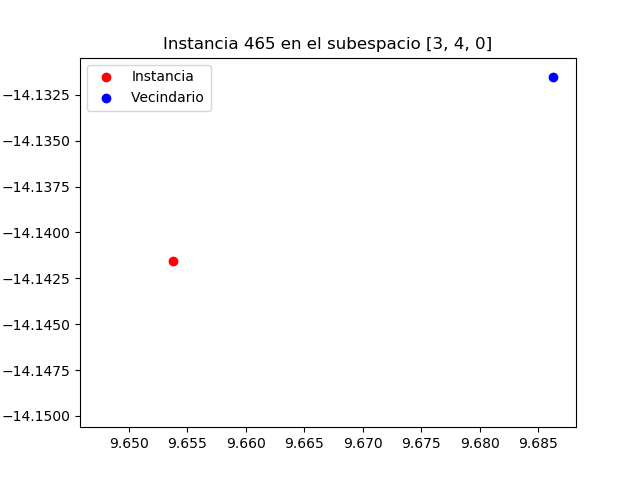 Instancia 465 en el subespacio [3, 4, 0]
Instancia
Vecindario
−14.1325
−14.1350
−14.1375
−14.1400
−14.1425
−14.1450
−14.1475
−14.1500
9.650 9.655 9.660 9.665 9.670 9.675 9.680 9.685